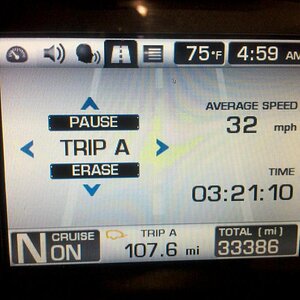 75°F 4:59 AM
AVERAGE SPEED
PAUSE
32 mph
TRIP A
ERASE
TIME
03:21:10
N CRUISE ON
TRIP A
107.6 mi
TOTAL [mi]
33386